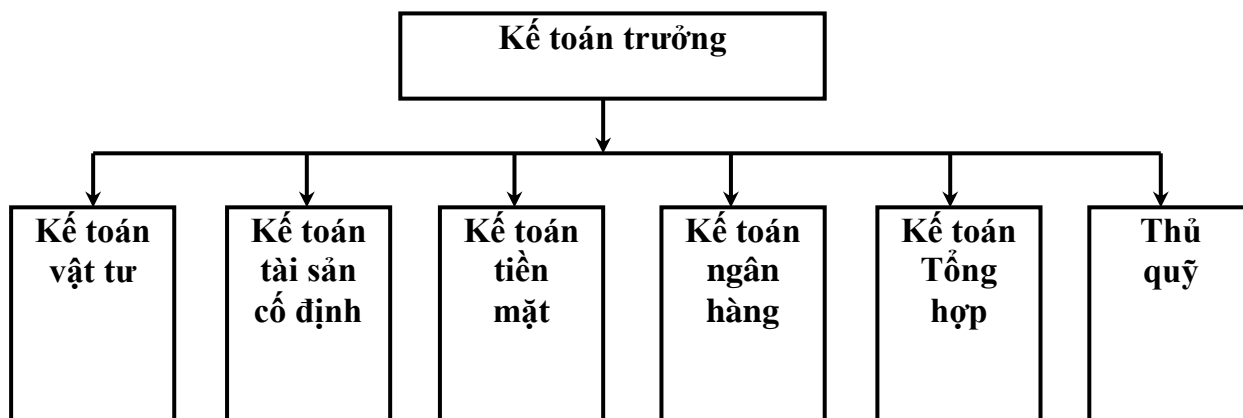 Kế toán trưởng
Kế toán
vật tư
Kế toán
tài sản
cố định
Kế toán
tiền
mặt
Kế toán
ngân
hàng
Kế toán
Tổng
hợp
Thủ
quỹ